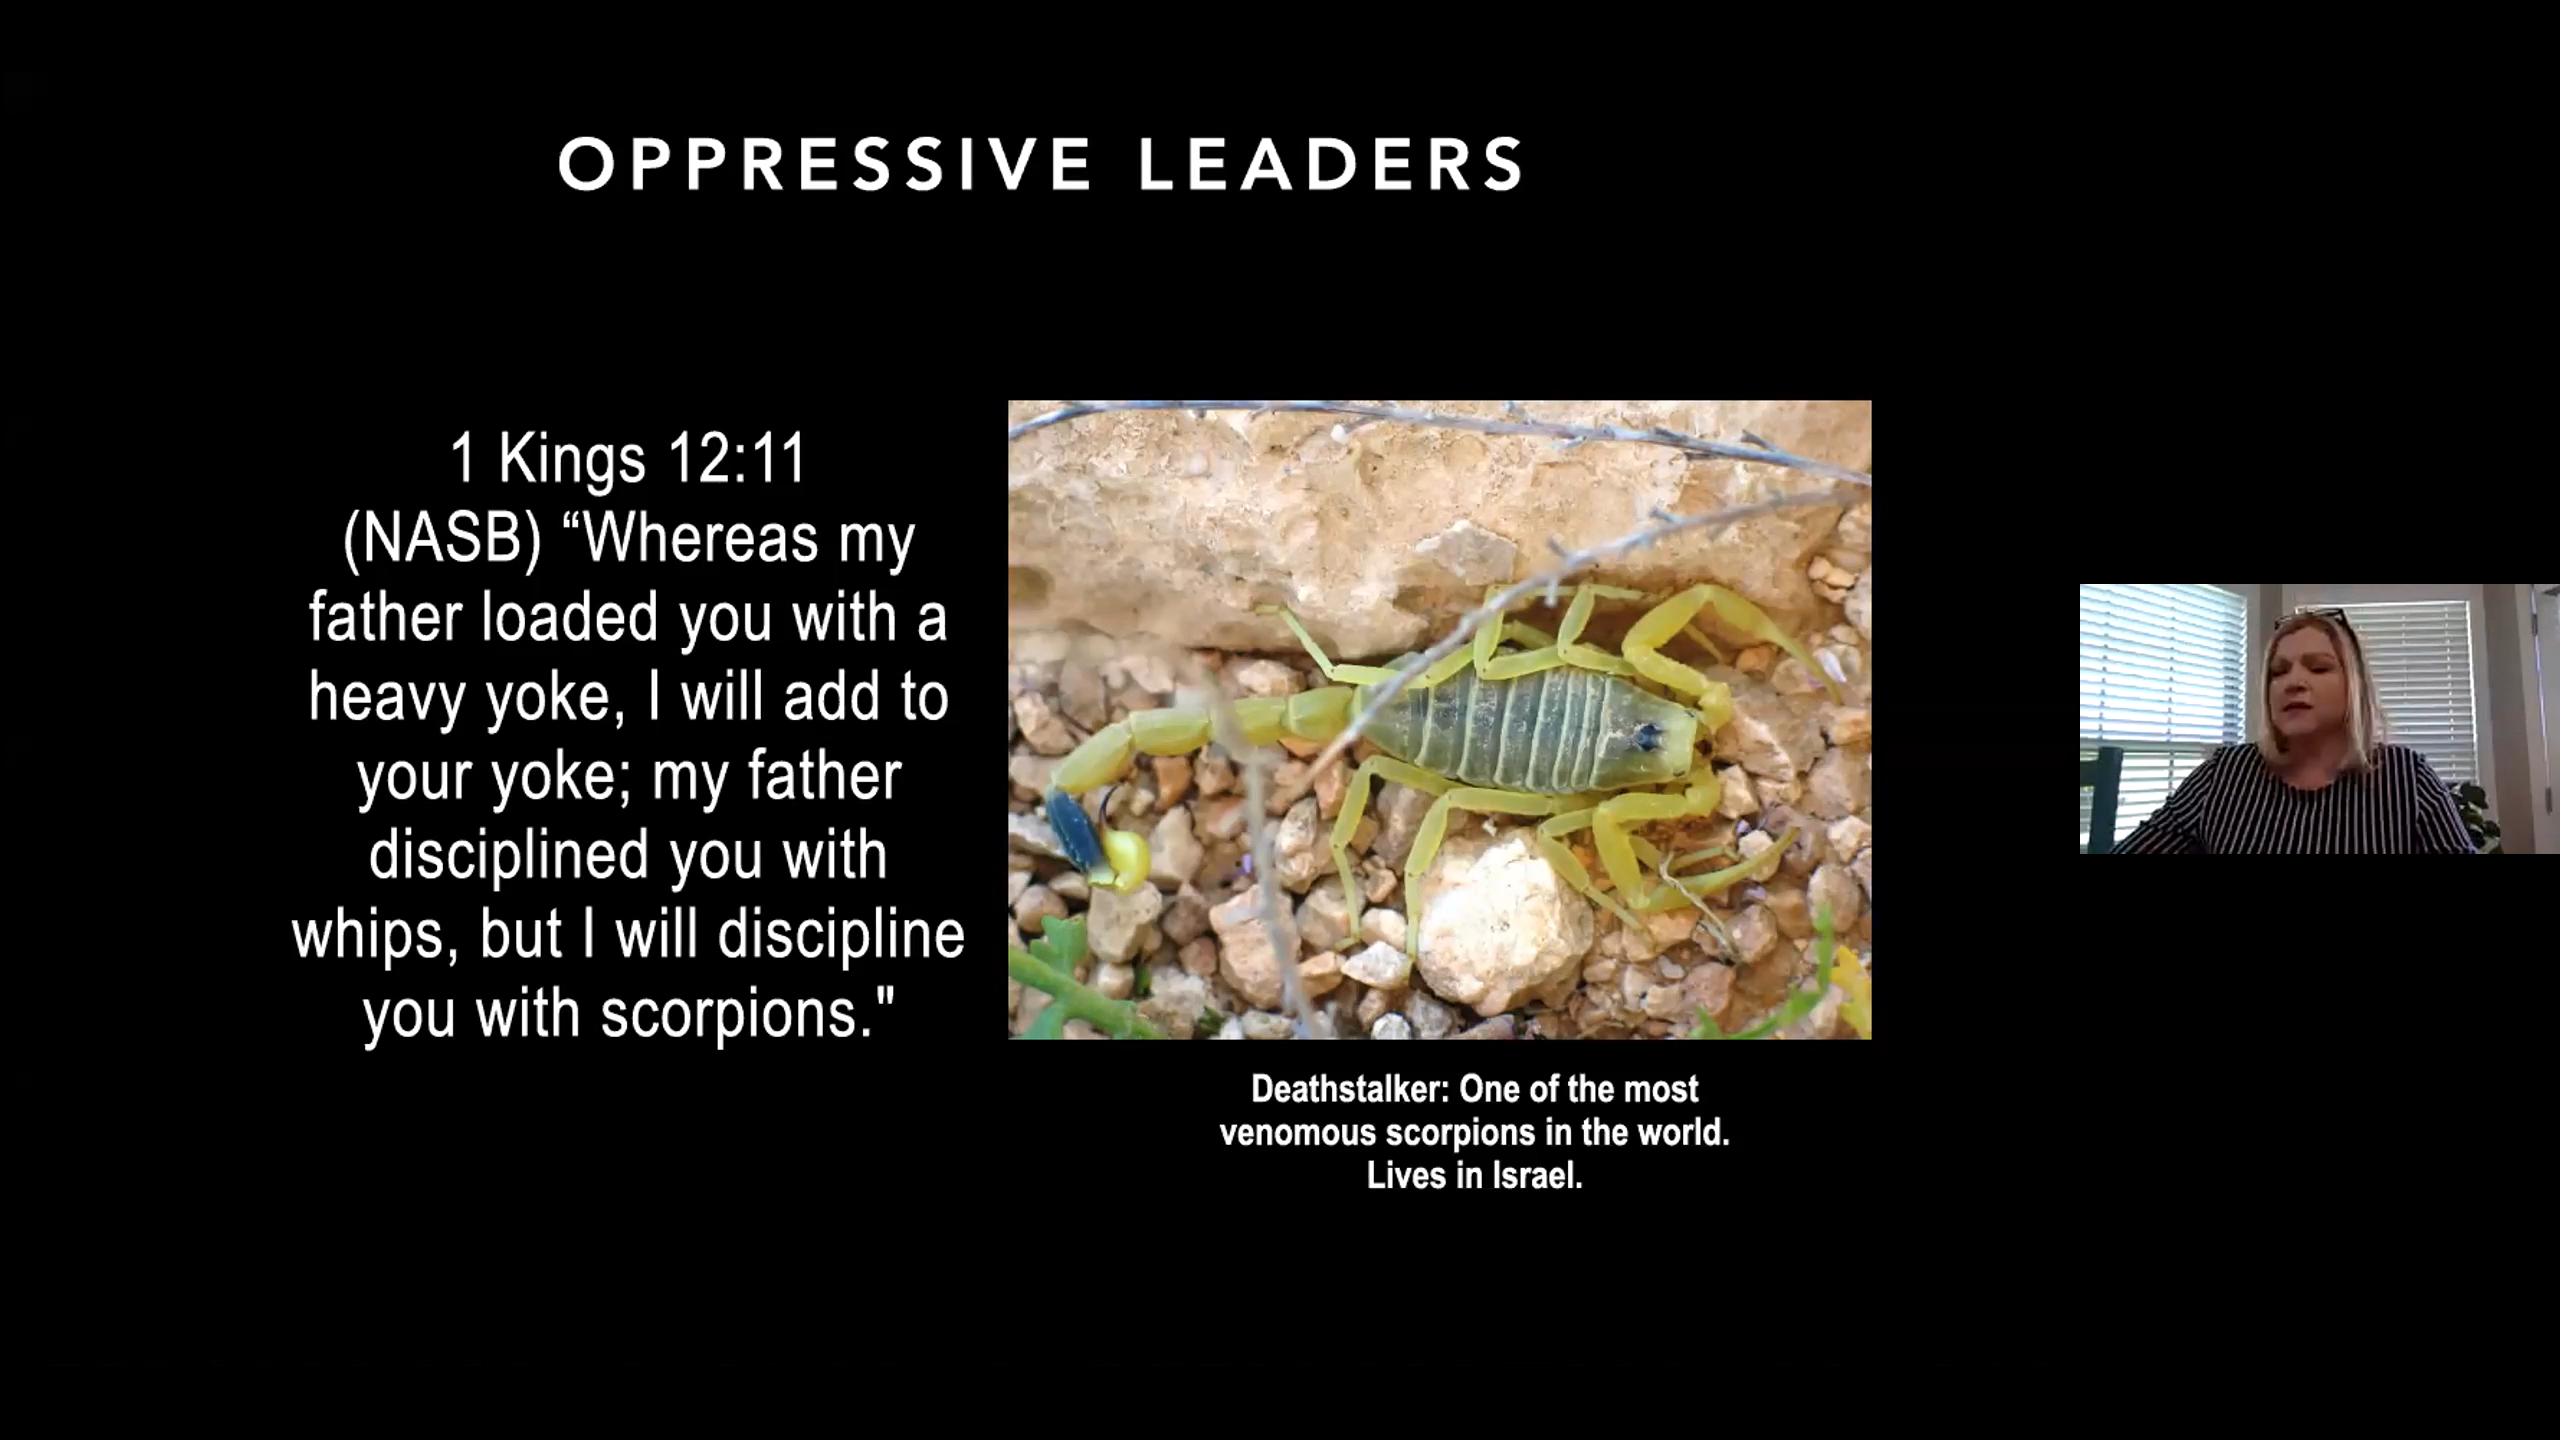 OPPRESSIVE LEADERS
1 Kings 12:11
(NASB) “Whereas my
father loaded you with a
heavy yoke, I will add to
your yoke; my father
disciplined you with
whips, but I will discipline
you with scorpions."
Deathstalker: One of the most
venomous scorpions in the world.
Lives in Israel.